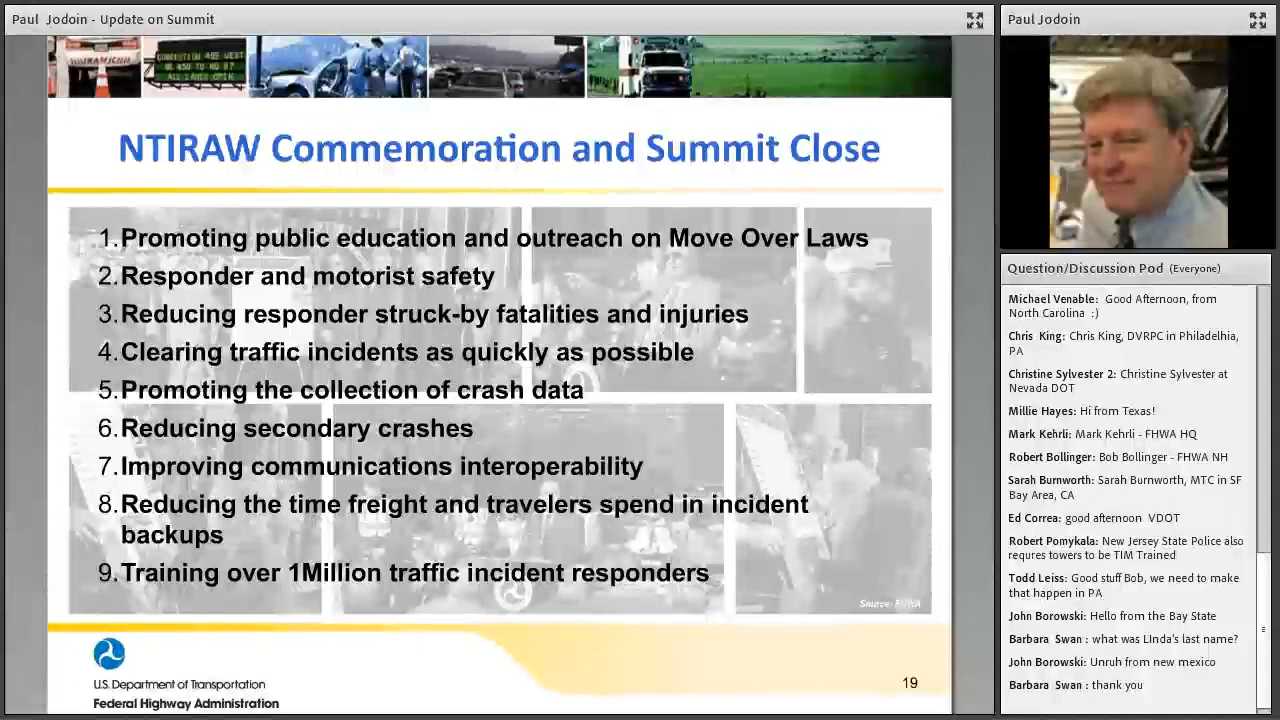 Paul Jodoin - Update on Summit
NTIRAW Commemoration and Summit Close
1. Promoting public education and outreach on Move Over Laws
2. Responder and motorist safety
3. Reducing responder struck-by fatalities and injuries
4. Clearing traffic incidents as quickly as possible
5. Promoting the collection of crash data
6. Reducing secondary crashes
7. Improving communications interoperability
8. Reducing the time freight and travelers spend in incident
backups
9. Training over 1Million traffic incident responders
Source: FHWA
U.S. Department of Transportation
Federal Highway Administration
19
Paul Jodoin
Question/Discussion Pod (Everyone)
Michael Venable: Good Afternoon, from
North Carolina :)
Chris King: Chris King, DVRPC in Philadelhia,
PA
Christine Sylvester 2: Christine Sylvester at
Nevada DOT
Millie Hayes: Hi from Texas!
Mark Kehrli: Mark Kehrli - FHWA HQ
Robert Bollinger: Bob Bollinger - FHWA NH
Sarah Burnworth: Sarah Burnworth, MTC in SF
Bay Area, CA
Ed Correa: good afternoon VDOT
Robert Pomykala: New Jersey State Police also
requres towers to be TIM Trained
Todd Leiss: Good stuff Bob, we need to make
that happen in PA
John Borowski: Hello from the Bay State
Barbara Swan : what was LInda's last name?
John Borowski: Unruh from new mexico
Barbara Swan : thank you